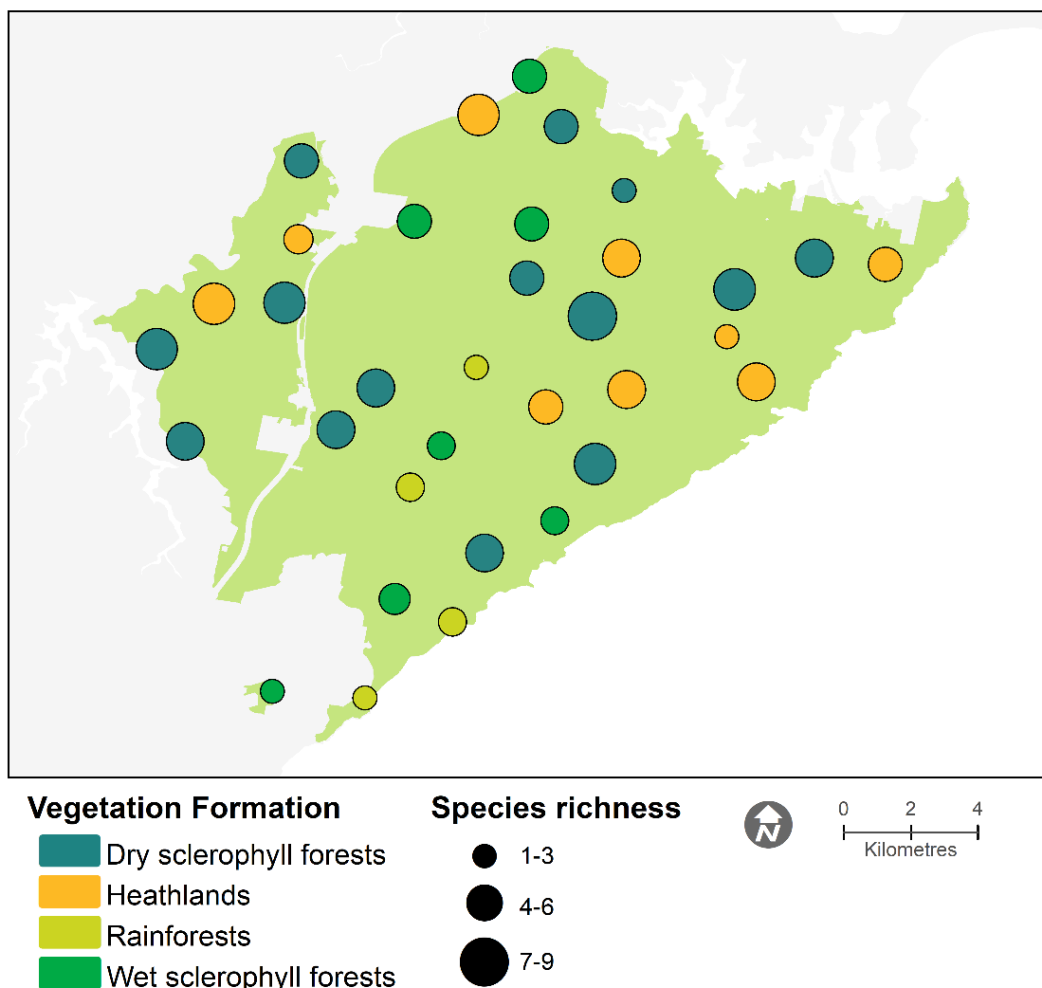 Vegetation Formation
Dry sclerophyll forests
Heathlands
Rainforests
Wet sclerophyll forests
Species richness
1-3
4-6
7-9
N
0 2 4
Kilometres